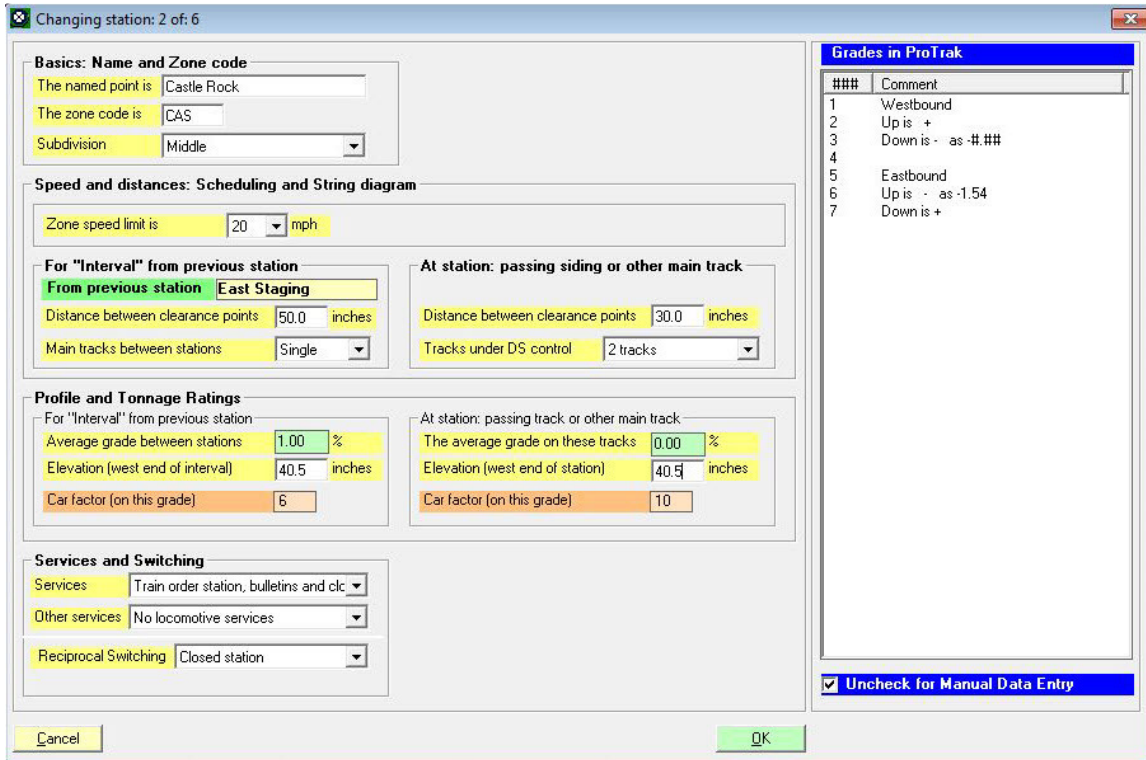 Changing station: 2 of: 6
Basics: Name and Zone code
The named point is Castle Rock
The zone code is CAS
Subdivision Middle
Speed and distances: Scheduling and String diagram
Zone speed limit is 20 mph
For "Interval" from previous station
From previous station East Staging
Distance between clearance points 50.0 inches
Main tracks between stations Single
At station: passing siding or other main track
Distance between clearance points 30.0 inches
Tracks under DS control 2 tracks
Profile and Tonnage Ratings
For "Interval" from previous station
Average grade between stations 1.00 %
Elevation (west end of interval) 40.5 inches
Car factor (on this grade) 6
At station: passing track or other main track
The average grade on these tracks 0.00 %
Elevation (west end of station) 40.5 inches
Car factor (on this grade) 10
Services and Switching
Services Train order station, bulletins and clc
Other services No locomotive services
Reciprocal Switching Closed station
Cancel
OK
Grades in ProTrak
### Comment
1 Westbound
2 Up is +
3 Down is - as -#.##
4
5 Eastbound
6 Up is - as -1.54
7 Down is +
Uncheck for Manual Data Entry